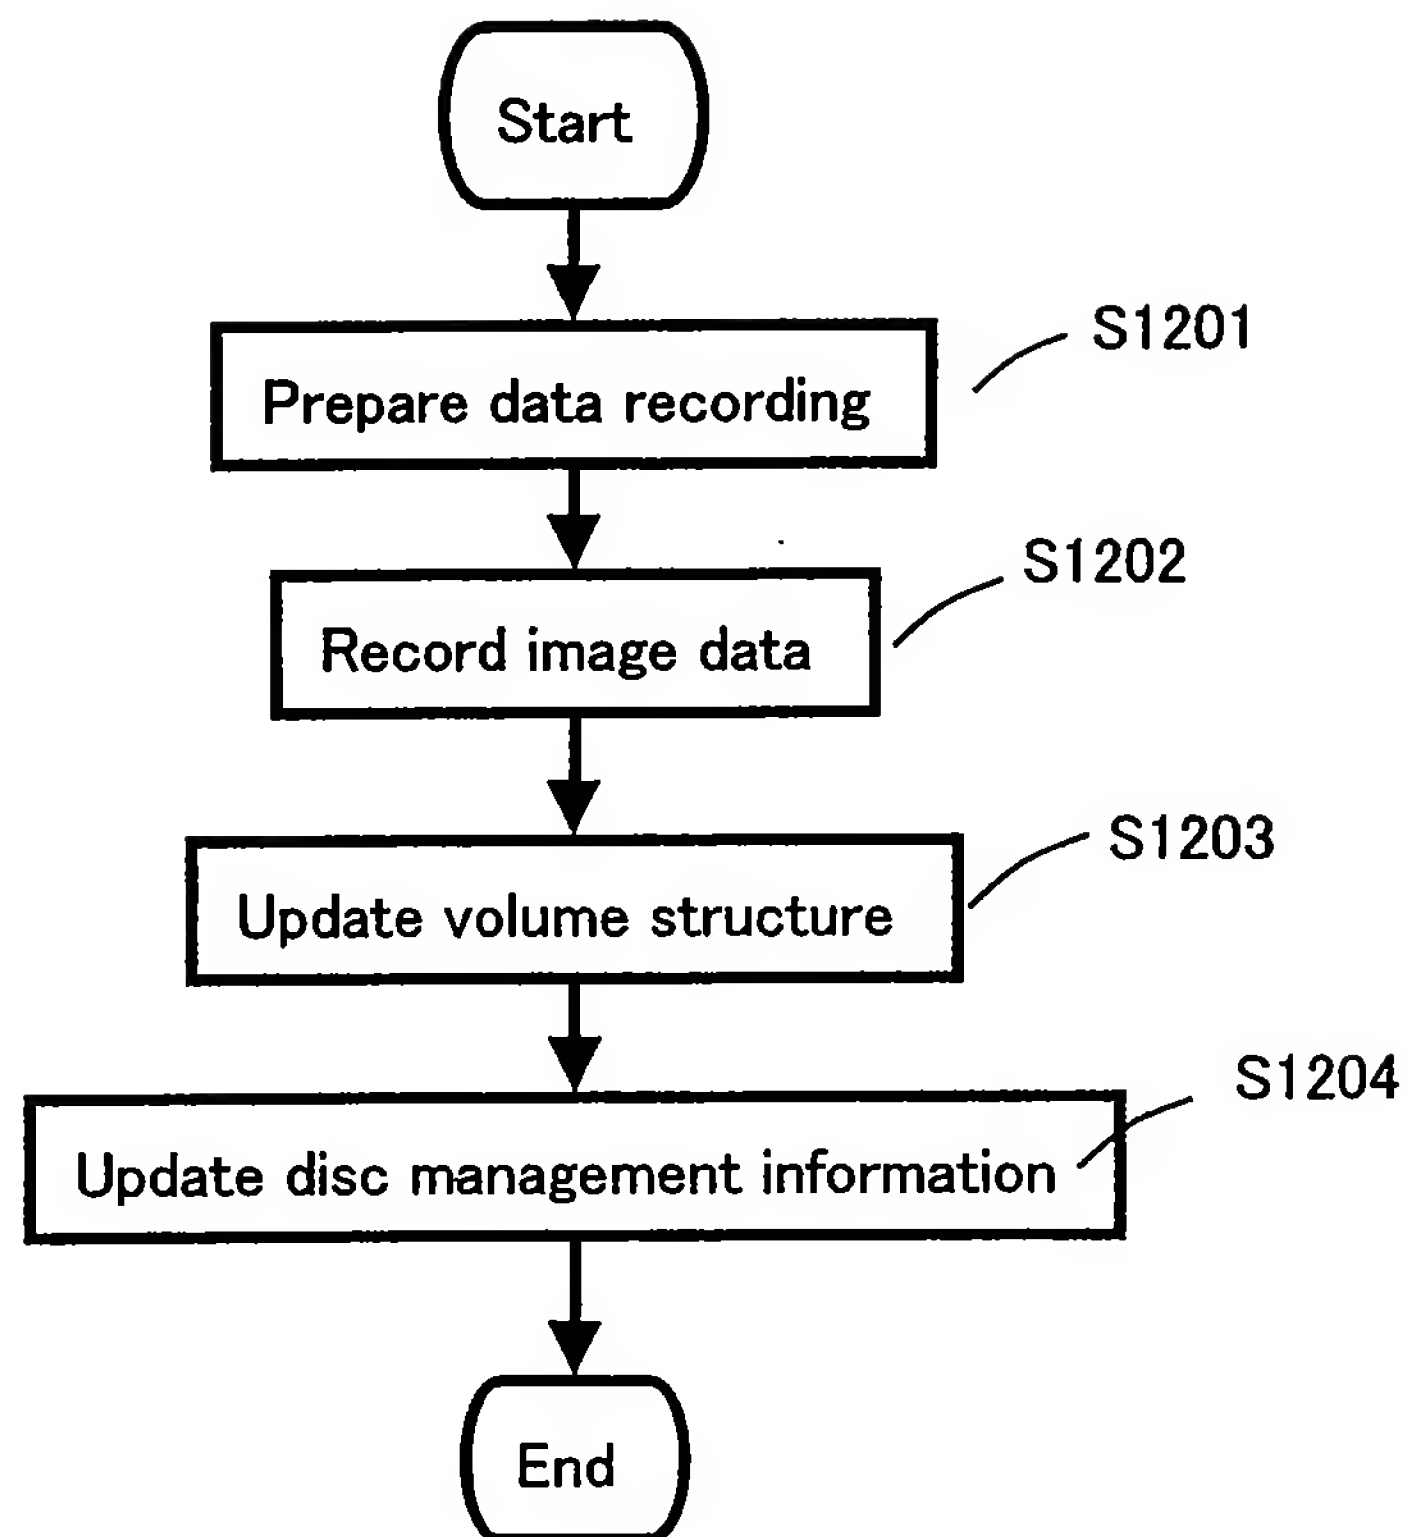 Start
Prepare data recording
S1201
Record image data
S1202
Update volume structure
S1203
Update disc management information
S1204
End